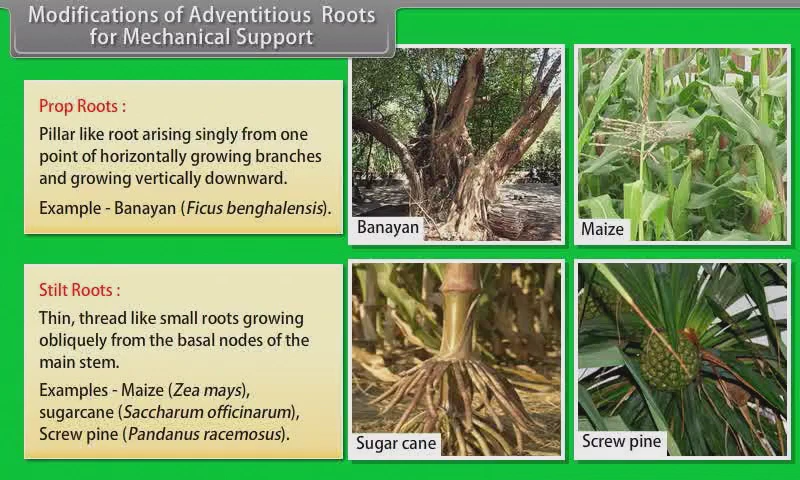 Modifications of Adventitious Roots
for Mechanical Support
Prop Roots :
Pillar like root arising singly from one
point of horizontally growing branches
and growing vertically downward.
Example - Banayan (Ficus benghalensis).
Banayan
Maize
Stilt Roots :
Thin, thread like small roots growing
obliquely from the basal nodes of the
main stem.
Examples - Maize (Zea mays),
sugarcane (Saccharum officinarum),
Screw pine (Pandanus racemosus).
Sugar cane
Screw pine